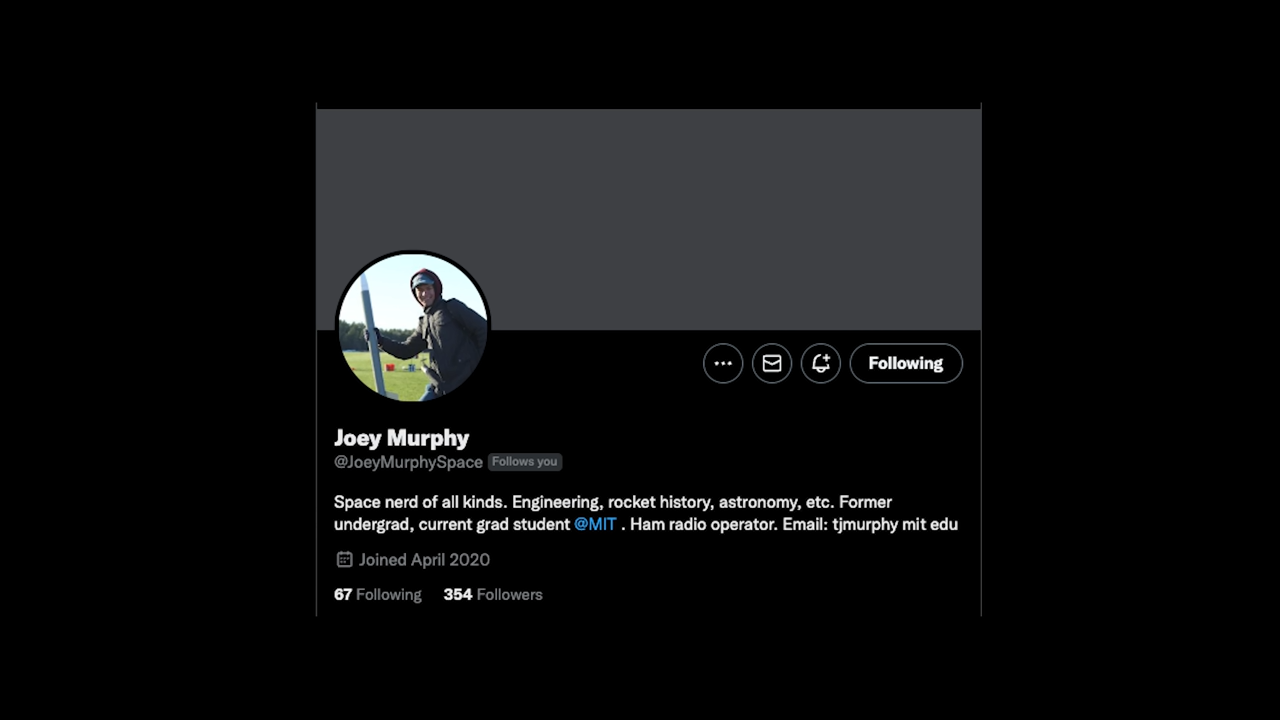 Following
Joey Murphy
@JoeyMurphySpace Follows you
Space nerd of all kinds. Engineering, rocket history, astronomy, etc. Former
undergrad, current grad student @MIT . Ham radio operator. Email: tjmurphy mit edu
Joined April 2020
67 Following 354 Followers